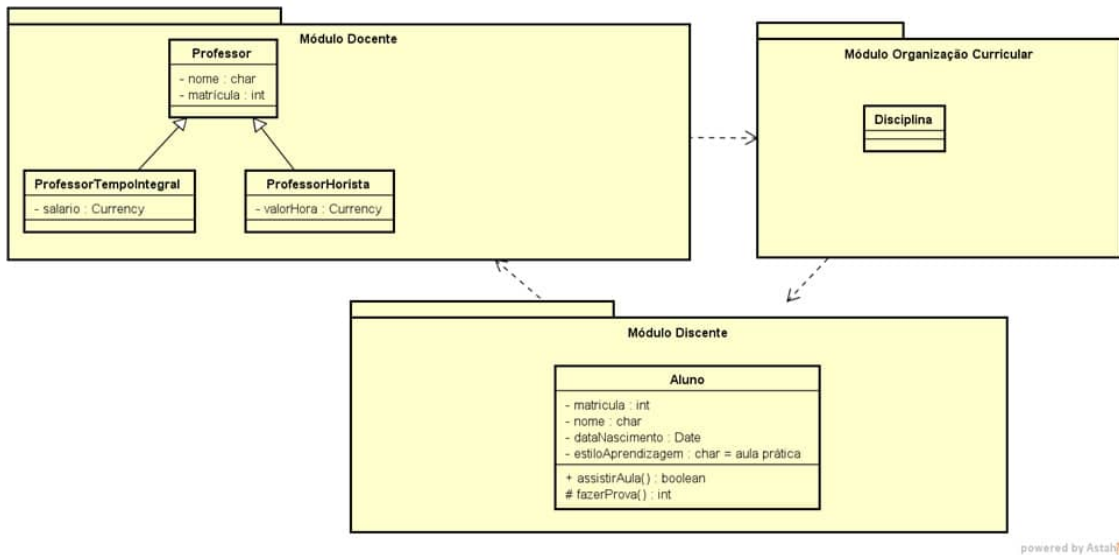 Módulo Docente
Professor
- nome : char
- matrícula : int
ProfessorTempoIntegral
- salario : Currency
ProfessorHorista
- valorHora : Currency
Módulo Organização Curricular
Disciplina
Módulo Discente
Aluno
- matricula : int
- nome : char
- dataNascimento : Date
- estiloAprendizagem : char = aula prática
+ assistirAula() : boolean
# fazerProva() : int
powered by Astah